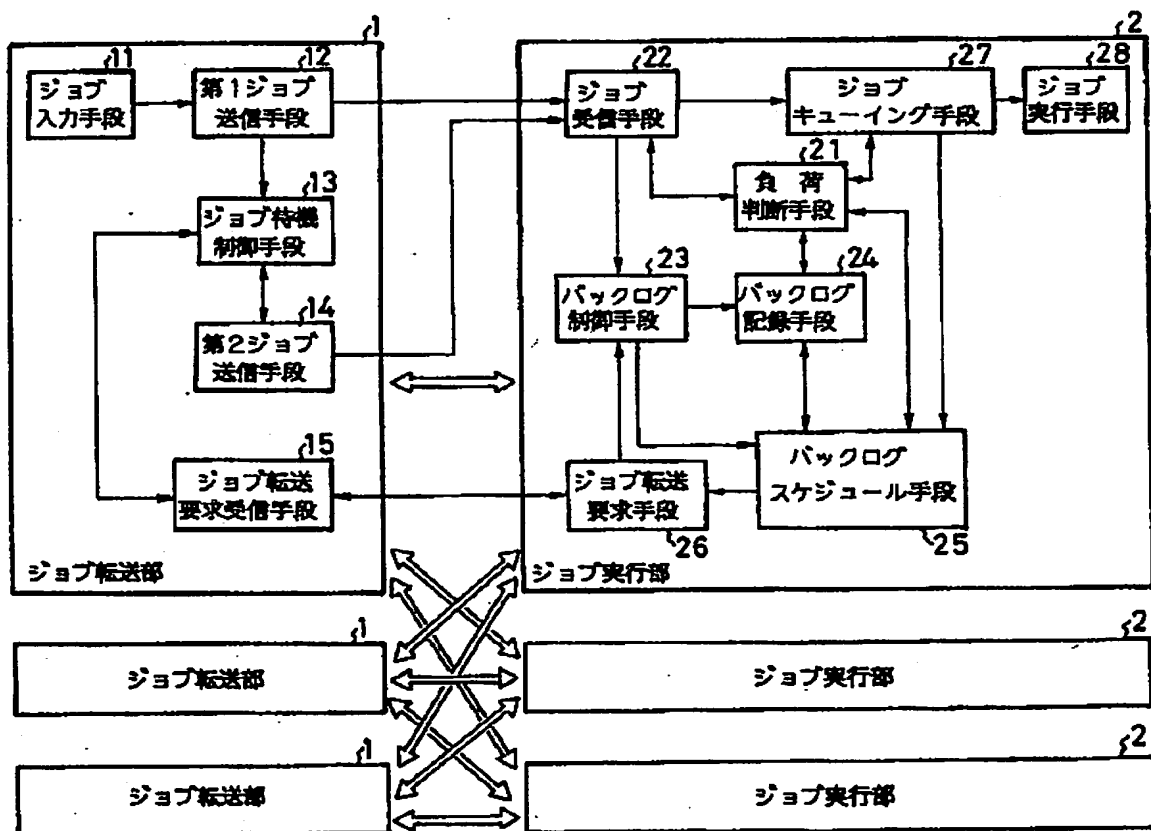 1
11
ジョブ
入力手段
12
第1ジョブ
送信手段
13
ジョブ待機
制御手段
14
第2ジョブ
送信手段
15
ジョブ転送
要求受信手段
ジョブ転送部
2
22
ジョブ
受信手段
27
ジョブ
キューイング手段
28
ジョブ
実行手段
21
負荷
判断手段
23
バックログ
制御手段
24
バックログ
記録手段
バックログ
スケジュール手段
25
ジョブ転送
要求手段
26
ジョブ実行部
1
ジョブ転送部
2
ジョブ実行部
1
ジョブ転送部
2
ジョブ実行部